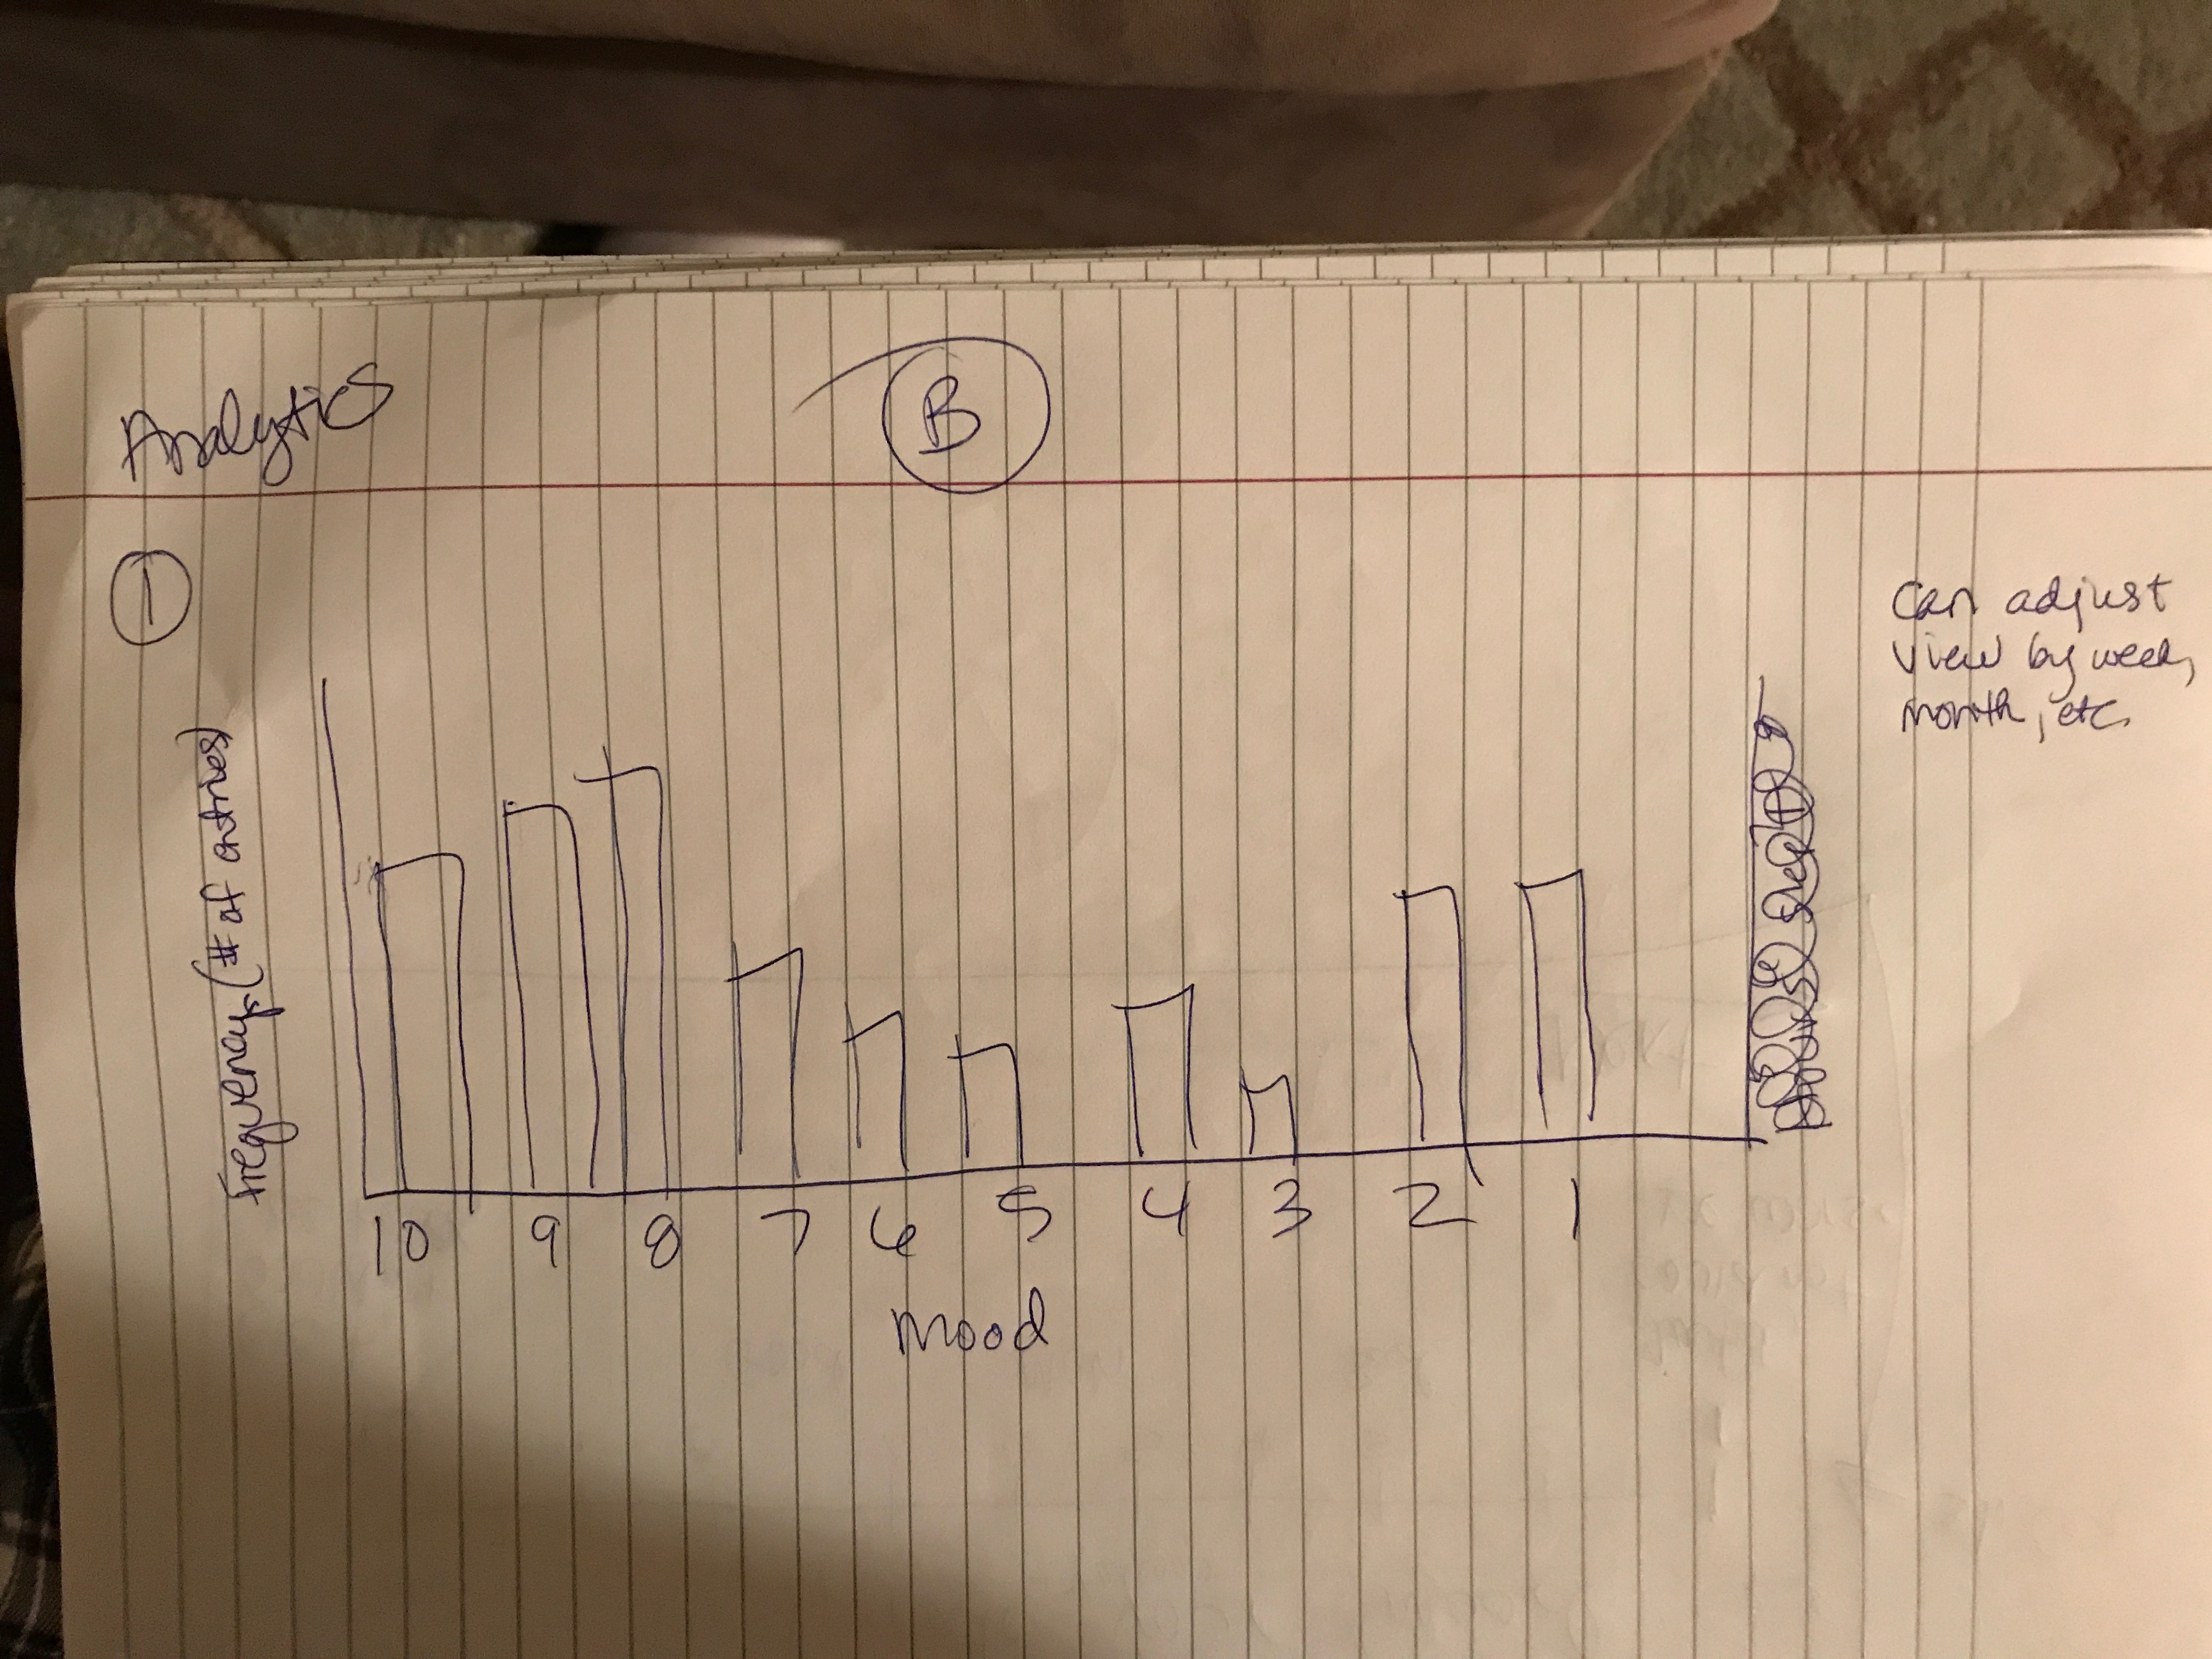 Analytics
B
1
Can adjust
view by week,
month, etc.
Frequency (# of entries)
10 9 8 7 6 5 4 3 2 1
Mood